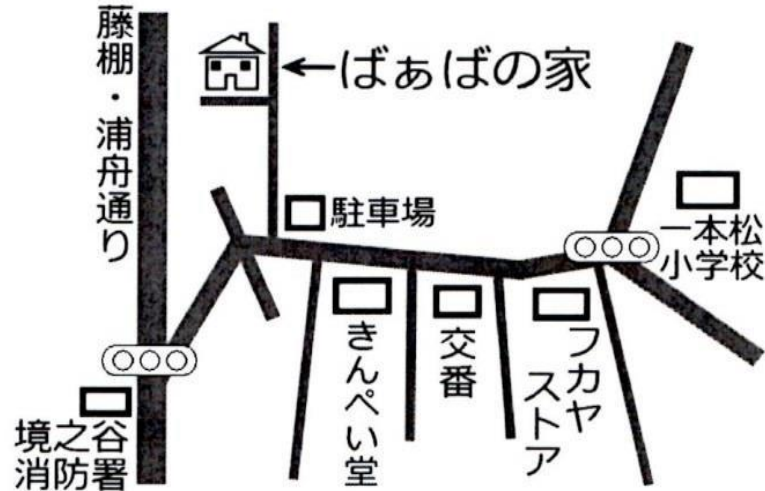 藤棚・浦舟通り
←ばぁばの家
駐車場
一本松
小学校
きんぺい堂
交番
フカヤ
ストア
境之谷
消防署